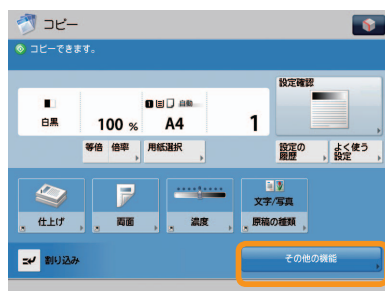 コピー
コピーできます。
設定確認
1 自動
白黒 100 % A4 1
等倍 倍率 用紙選択 設定の履歴 よく使う設定
文字/写真
仕上げ 両面 濃度 原稿の種類
割り込み その他の機能